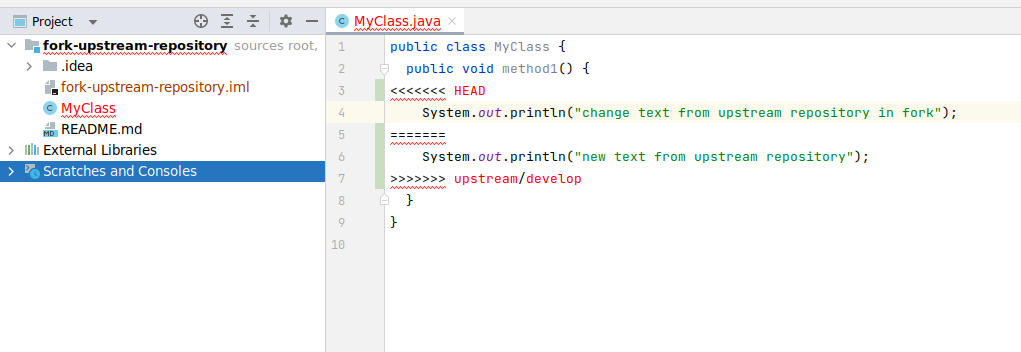 Project
fork-upstream-repository sources root,
.idea
fork-upstream-repository.iml
MyClass
README.md
External Libraries
Scratches and Consoles
MyClass.java
1 public class MyClass {
2 public void method1() {
3 <<<<<<< HEAD
4 System.out.println("change text from upstream repository in fork");
5 =======
6 System.out.println("new text from upstream repository");
7 >>>>>>> upstream/develop
8 }
9 }
10